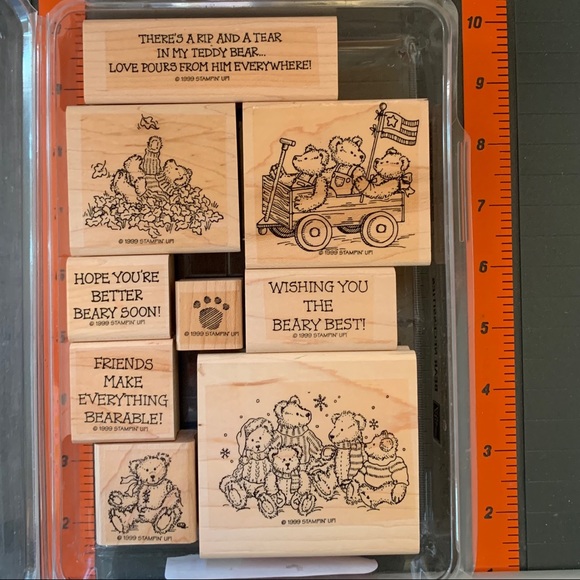 THERE'S A RIP AND A TEAR
IN MY TEDDY BEAR...
LOVE POURS FROM HIM EVERYWHERE!
© 1999 STAMPIN' UP!
© 1999 STAMPIN' UP!
© 1999 STAMPIN' UP!
HOPE YOU'RE
BETTER
BEARY SOON!
© 1999 STAMPIN' UP!
© 1999 STAMPIN' UP!
WISHING YOU
THE
BEARY BEST!
© 1999 STAMPIN' UP!
FRIENDS
MAKE
EVERYTHING
BEARABLE!
© 1999 STAMPIN' UP!
© 1999 STAMPIN' UP!
© 1999 STAMPIN' UP!
10
9
8
7
6
5
4
3
2
3
2